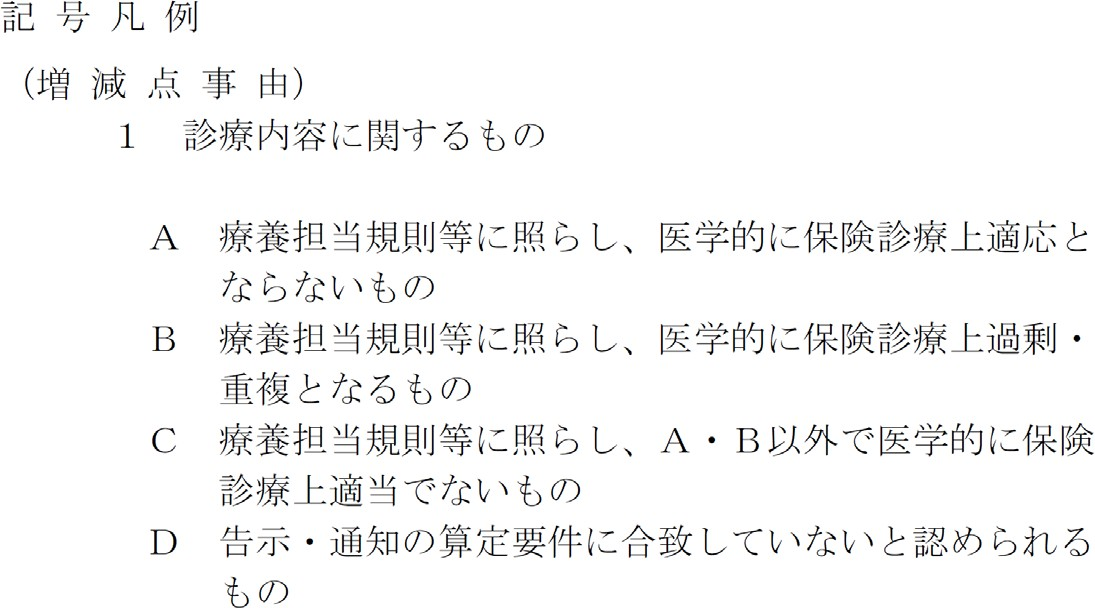 記 号 凡 例
（増 減 点 事 由）
１　診療内容に関するもの
Ａ　療養担当規則等に照らし、医学的に保険診療上適応と
ならないもの
Ｂ　療養担当規則等に照らし、医学的に保険診療上過剰・
重複となるもの
Ｃ　療養担当規則等に照らし、Ａ・Ｂ以外で医学的に保険
診療上適当でないもの
Ｄ　告示・通知の算定要件に合致していないと認められる
もの